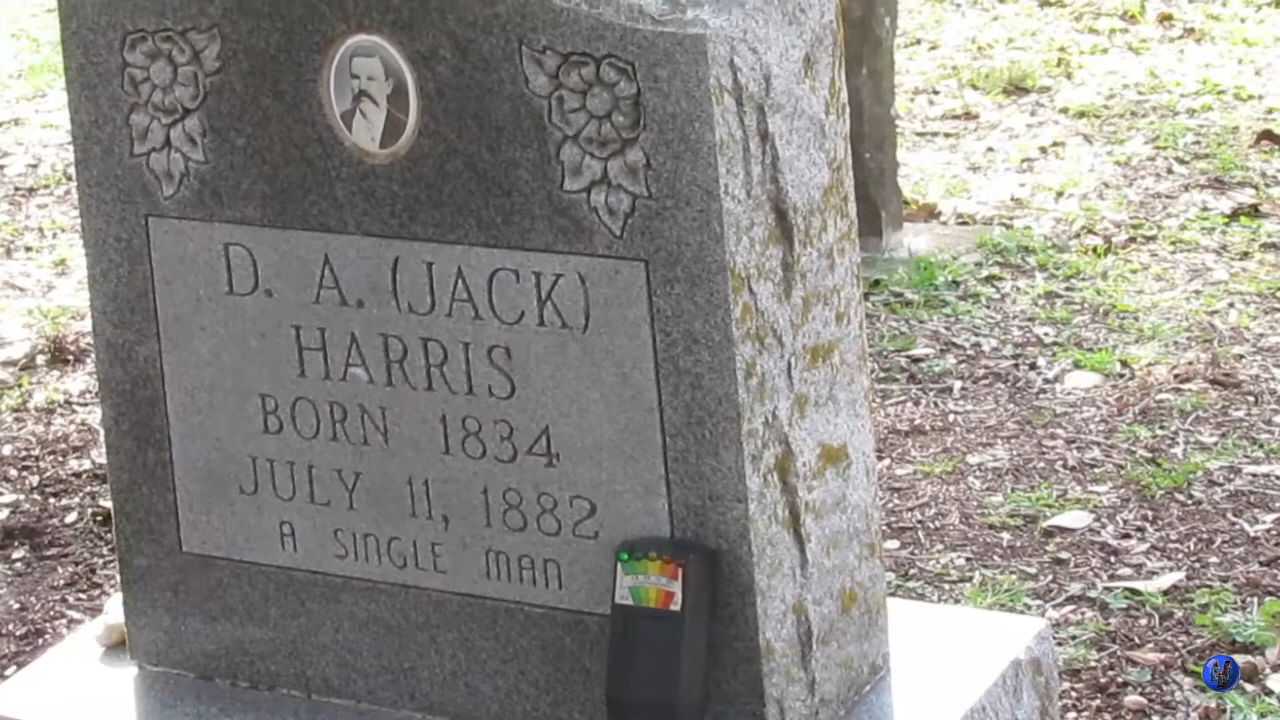 D. A. (JACK)
HARRIS
BORN 1834
JULY 11, 1882
A SINGLE MAN